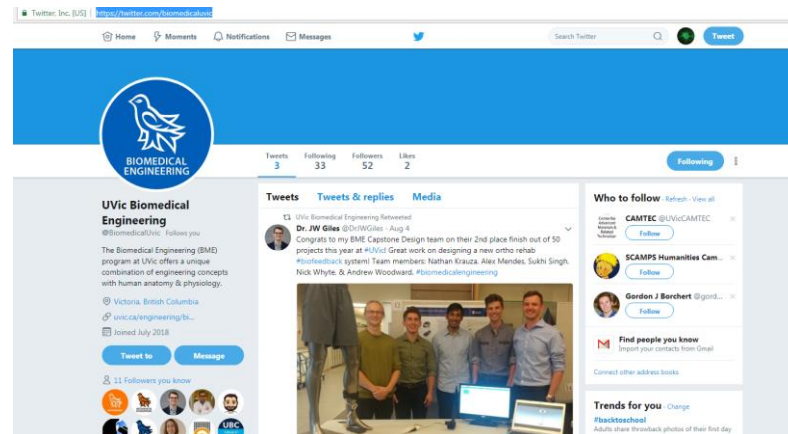 Twitter, Inc. [US] https://twitter.com/biomedicaluvic
Home Moments Notifications Messages Search Twitter Tweet
BIOMEDICAL
ENGINEERING
Tweets Following Followers Likes
3 33 52 2
Following
UVic Biomedical
Engineering
@BiomedicalUvic Follows you
The Biomedical Engineering (BME)
program at UVic offers a unique
combination of engineering concepts
with human anatomy & physiology.
Victoria, British Columbia
uvic.ca/engineering/bi...
Joined July 2018
Tweet to Message
11 Followers you know
UBC
Tweets Tweets & replies Media
UVic Biomedical Engineering Retweeted
Dr. JW Giles @DrJWGiles · Aug 4
Congrats to my BME Capstone Design team on their 2nd place finish out of 50
projects this year at #UVic! Great work on designing a new ortho rehab
#biofeedback system! Team members: Nathan Krauza, Alex Mendes, Sukhi Singh,
Nick Whyte, & Andrew Woodward. #biomedicalengineering
Who to follow · Refresh · View all
CAMTEC @UVicCAMTEC
Follow
SCAMPS Humanities Cam...
Follow
Gordon J Borchert @gord...
Follow
Find people you know
Import your contacts from Gmail
Connect other address books
Trends for you · Change
#backtoschool
Adults share throwback photos of their first day